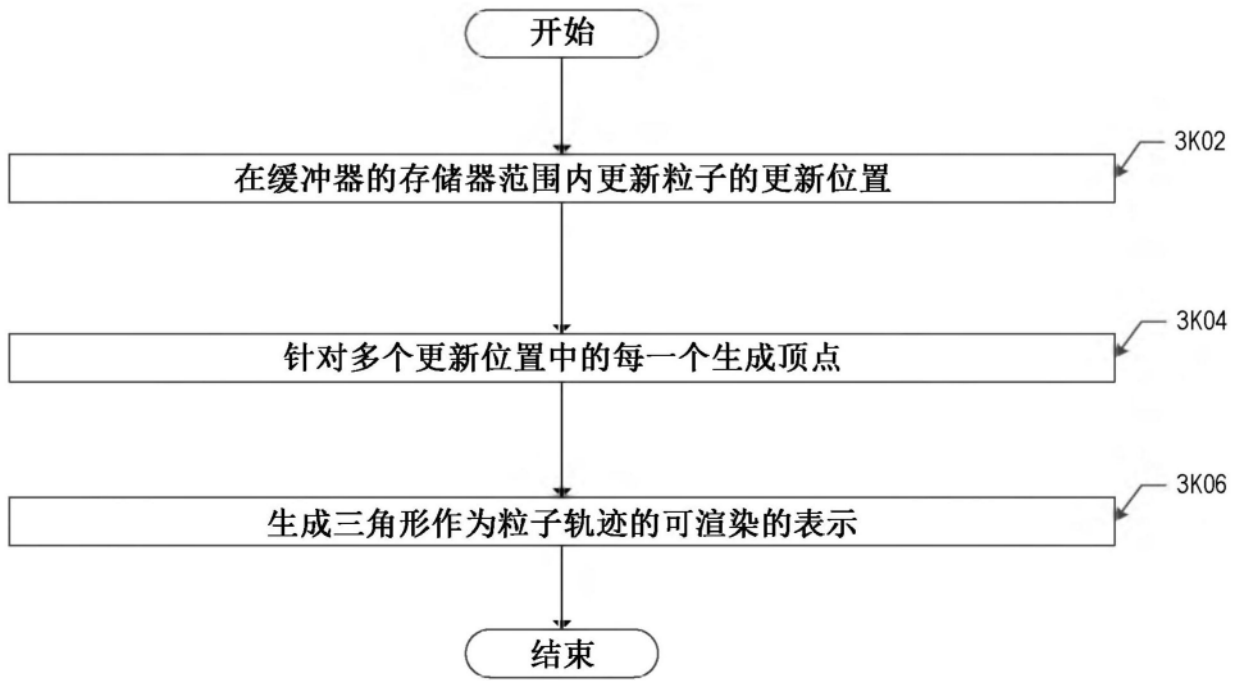 开始
3K02
在缓冲器的存储器范围内更新粒子的更新位置
3K04
针对多个更新位置中的每一个生成顶点
3K06
生成三角形作为粒子轨迹的可渲染的表示
结束